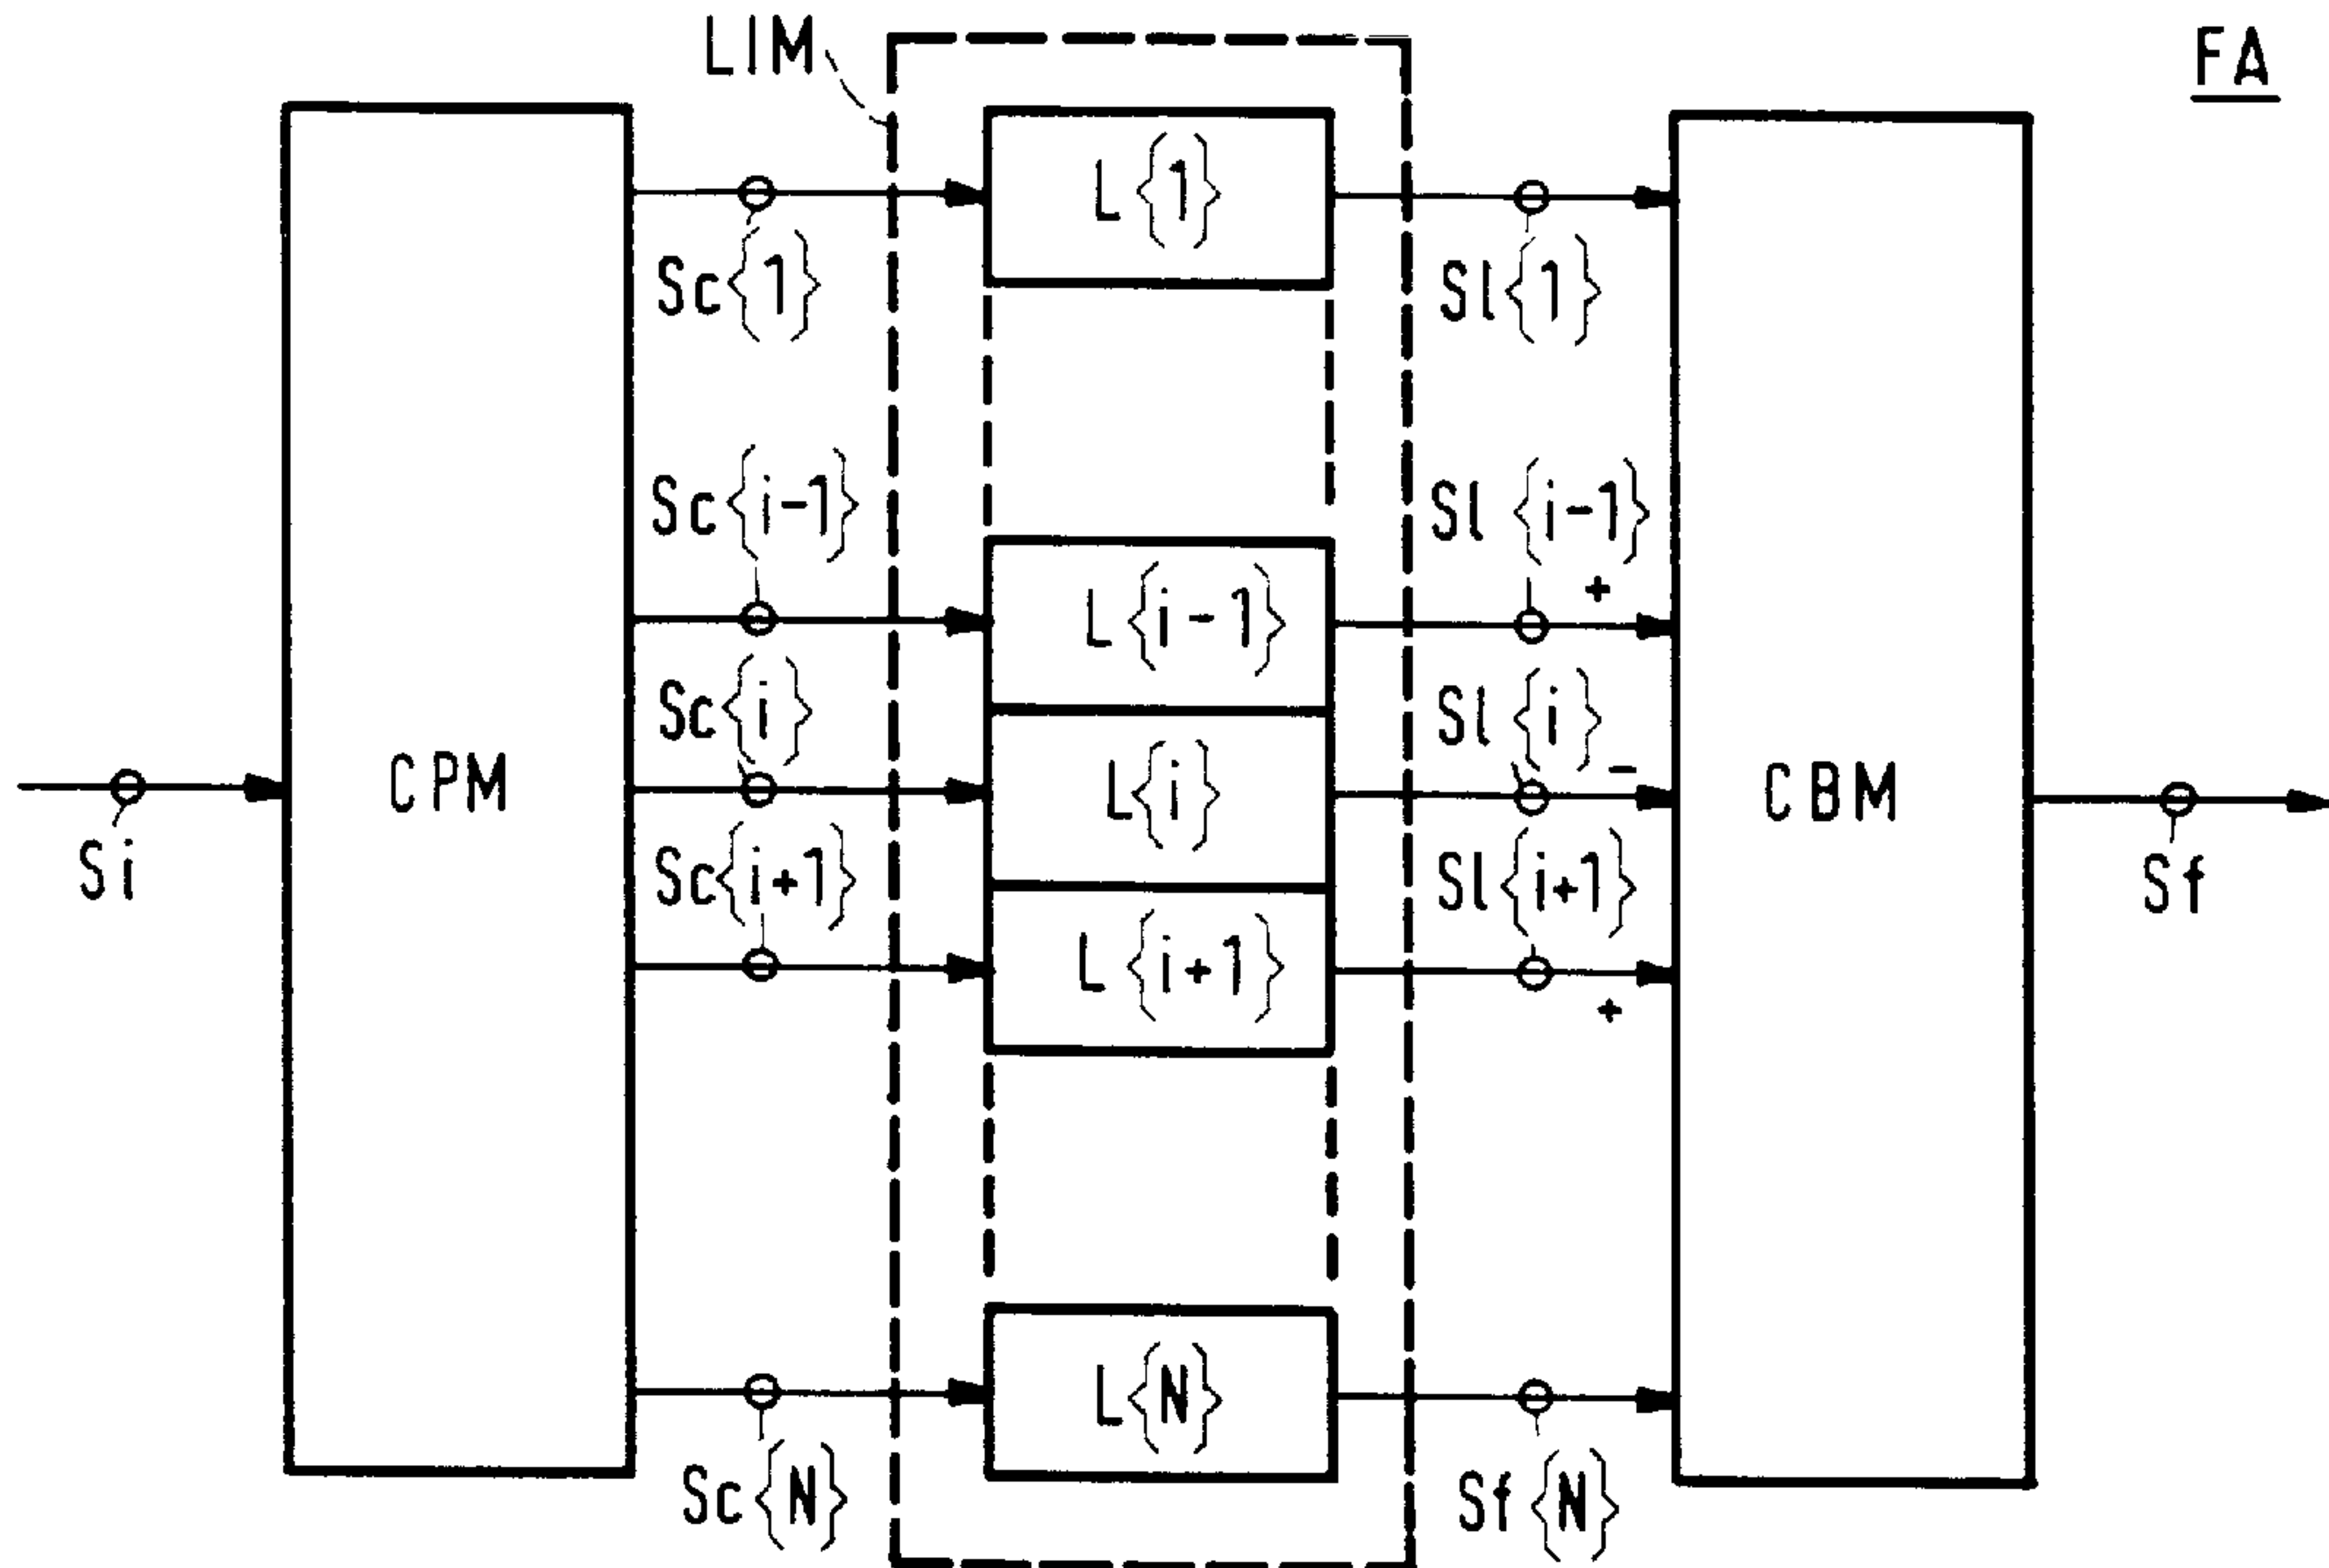 LIM
FA
L{1}
Sc{1}
Sl{1}
Sc{i-1}
Sl{i-1}
+
L{i-1}
Sc{i}
Sl{i}
-
CPM
L{i}
CBM
Si
Sc{i+1}
Sl{i+1}
Sf
L{i+1}
+
L{N}
Sc{N}
Sf{N}